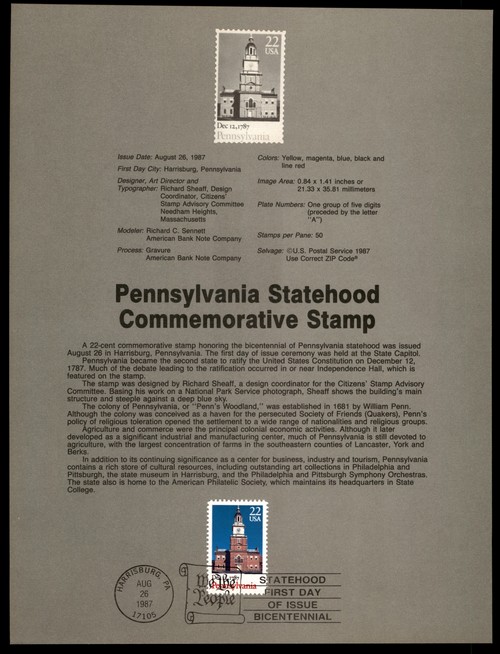 22
USA
Dec 12, 1787
Pennsylvania
Issue Date: August 26, 1987
First Day City: Harrisburg, Pennsylvania
Designer, Art Director and
Typographer: Richard Sheaff, Design
Coordinator, Citizens'
Stamp Advisory Committee
Needham Heights,
Massachusetts
Modeler: Richard C. Sennett
American Bank Note Company
Process: Gravure
American Bank Note Company
Colors: Yellow, magenta, blue, black and
line red
Image Area: 0.84 x 1.41 inches or
21.33 x 35.81 millimeters
Plate Numbers: One group of five digits
(preceded by the letter
"A")
Stamps per Pane: 50
Selvage: ©U.S. Postal Service 1987
Use Correct ZIP Code®
Pennsylvania Statehood
Commemorative Stamp
A 22-cent commemorative stamp honoring the bicentennial of Pennsylvania statehood was issued
August 26 in Harrisburg, Pennsylvania. The first day of issue ceremony was held at the State Capitol.
Pennsylvania became the second state to ratify the United States Constitution on December 12,
1787. Much of the debate leading to the ratification occurred in or near Independence Hall, which is
featured on the stamp.
The stamp was designed by Richard Sheaff, a design coordinator for the Citizens' Stamp Advisory
Committee. Basing his work on a National Park Service photograph, Sheaff shows the building's main
structure and steeple against a deep blue sky.
The colony of Pennsylvania, or "Penn's Woodland," was established in 1681 by William Penn.
Although the colony was conceived as a haven for the persecuted Society of Friends (Quakers), Penn's
policy of religious toleration opened the settlement to a wide range of nationalities and religious groups.
Agriculture and commerce were the principal colonial economic activities. Although it later
developed as a significant industrial and manufacturing center, much of Pennsylvania is still devoted to
agriculture, with the largest concentration of farms in the southeastern counties of Lancaster, York and
Berks.
In addition to its continuing significance as a center for business, industry and tourism, Pennsylvania
contains a rich store of cultural resources, including outstanding art collections in Philadelphia and
Pittsburgh, the state museum in Harrisburg, and the Philadelphia and Pittsburgh Symphony Orchestras.
The state also is home to the American Philosophical Society, which maintains its headquarters in State
College.
22
USA
Pennsylvania
HARRISBURG, PA
AUG
26
1987
17105
We the
People
STATEHOOD
FIRST DAY
OF ISSUE
BICENTENNIAL